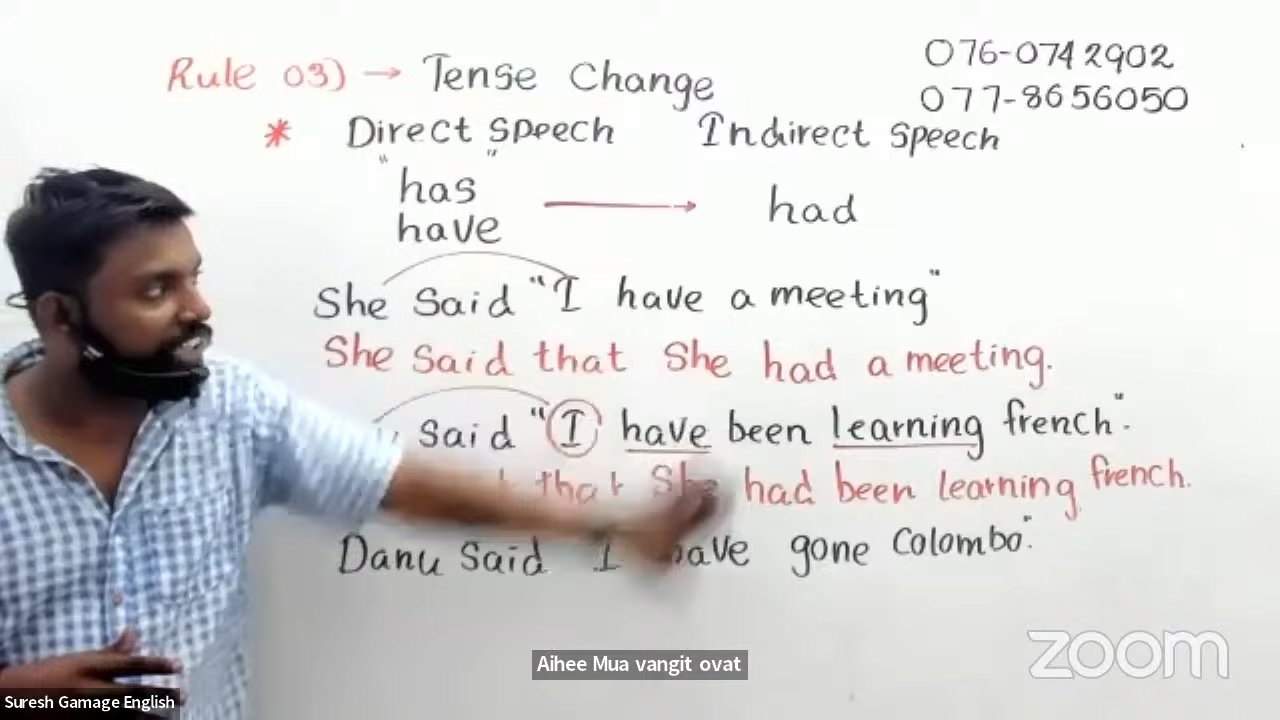 Rule 03) → Tense Change
076-0742902
077-8656050
* Direct Speech Indirect Speech
"has" → had
have
She Said "I have a meeting"
She said that She had a meeting.
said "I have been learning french".
that She had been learning french.
Danu Said I have gone Colombo".
zoom
Aihee Mua vangit ovat
Suresh Gamage English